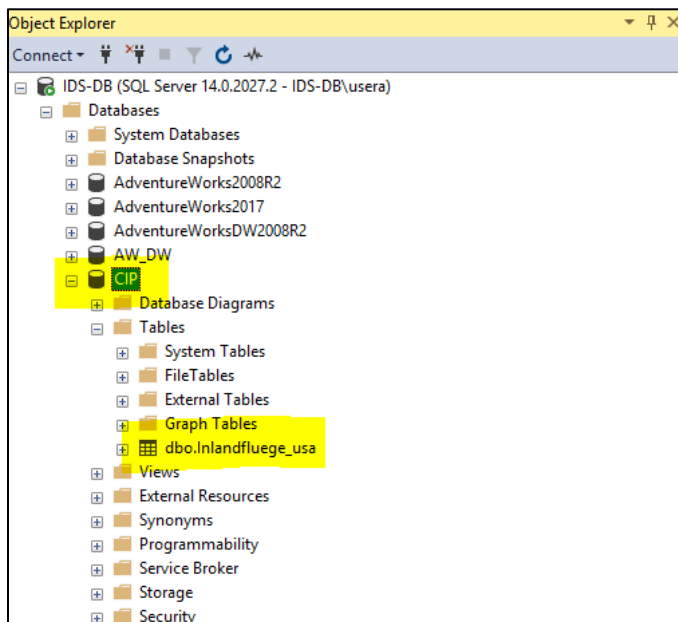 Object Explorer
Connect
IDS-DB (SQL Server 14.0.2027.2 - IDS-DB\usera)
Databases
System Databases
Database Snapshots
AdventureWorks2008R2
AdventureWorks2017
AdventureWorksDW2008R2
AW_DW
CIP
Database Diagrams
Tables
System Tables
FileTables
External Tables
Graph Tables
dbo.Inlandfluege_usa
Views
External Resources
Synonyms
Programmability
Service Broker
Storage
Security